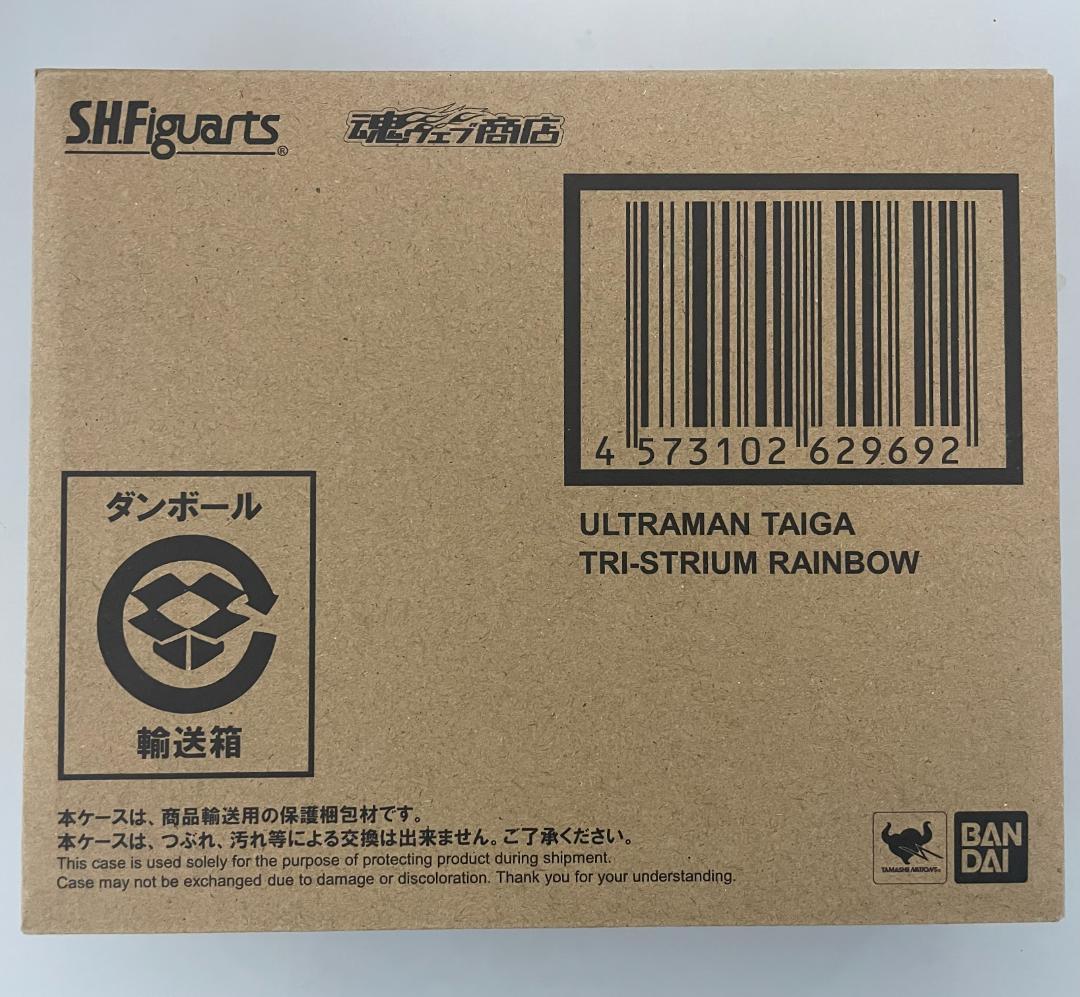 S.H.Figuarts®
魂ウェブ商店
4 573102 629692
ULTRAMAN TAIGA
TRI-STRIUM RAINBOW
ダンボール
輸送箱
本ケースは、商品輸送用の保護梱包材です。
本ケースは、つぶれ、汚れ等による交換は出来ません。ご了承ください。
This case is used solely for the purpose of protecting product during shipment.
Case may not be exchanged due to damage or discoloration. Thank you for your understanding.
TAMASHII NATIONS®
BAN
DAI